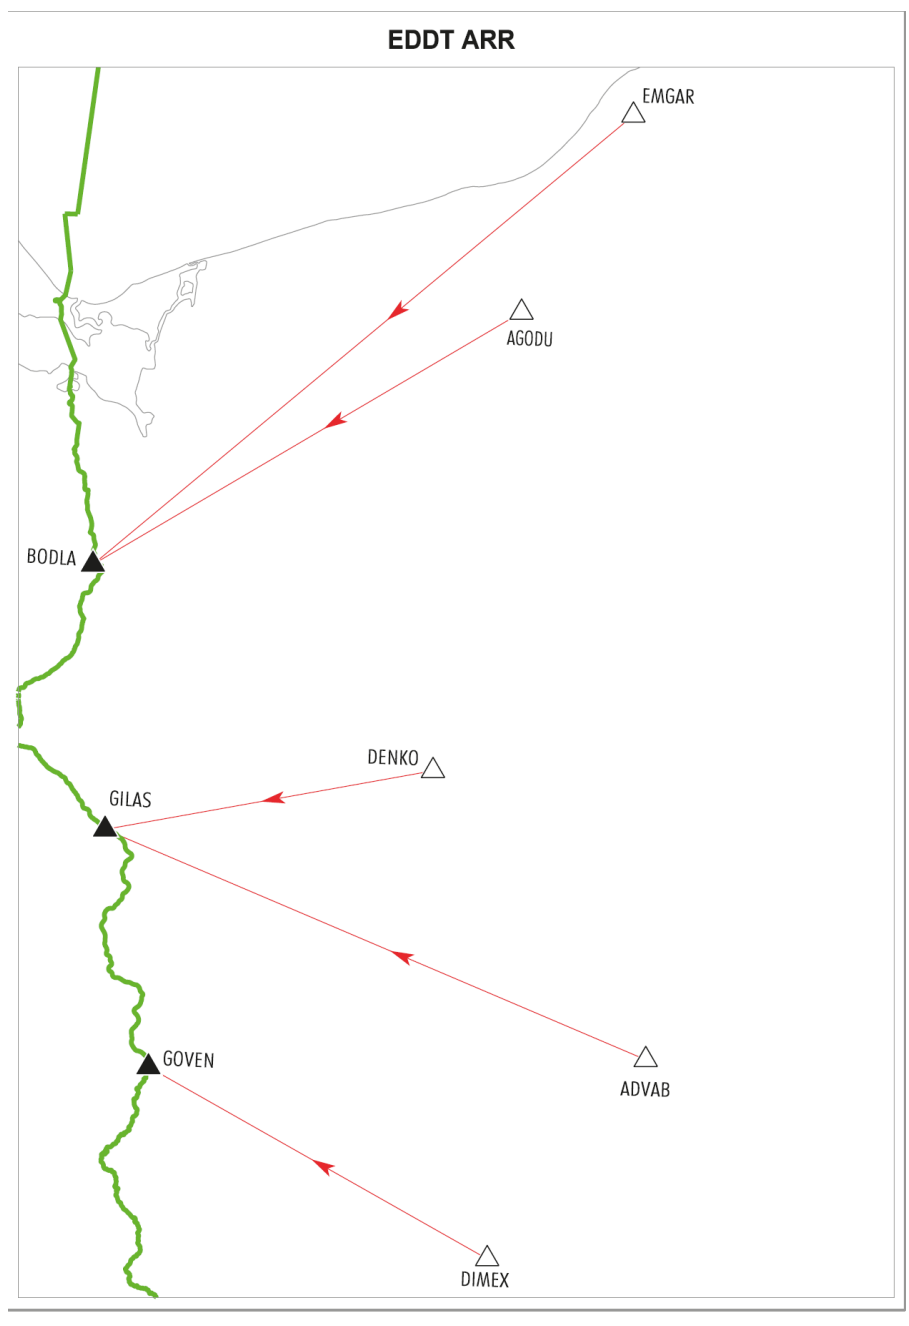 EDDT ARR
EMGAR
AGODU
BODLA
DENKO
GILAS
GOVEN
ADVAB
DIMEX